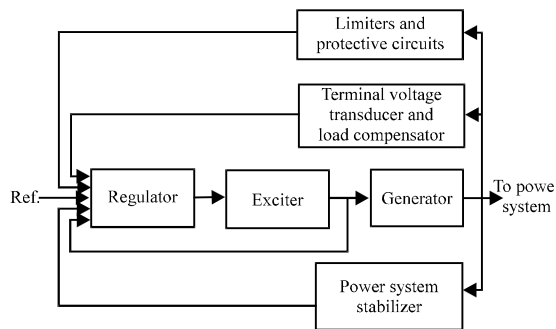 Limiters and
protective circuits
Terminal voltage
transducer and
load compensator
Ref.
Regulator
Exciter
Generator
To power
system
Power system
stabilizer